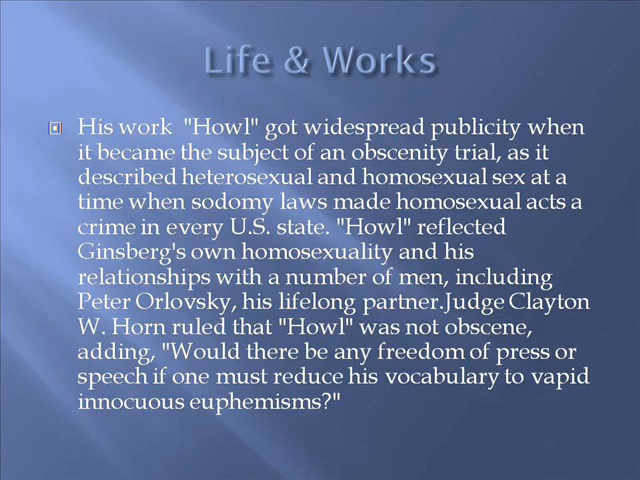 Life & Works
His work  "Howl" got widespread publicity when
it became the subject of an obscenity trial, as it
described heterosexual and homosexual sex at a
time when sodomy laws made homosexual acts a
crime in every U.S. state. "Howl" reflected
Ginsberg's own homosexuality and his
relationships with a number of men, including
Peter Orlovsky, his lifelong partner.Judge Clayton
W. Horn ruled that "Howl" was not obscene,
adding, "Would there be any freedom of press or
speech if one must reduce his vocabulary to vapid
innocuous euphemisms?"